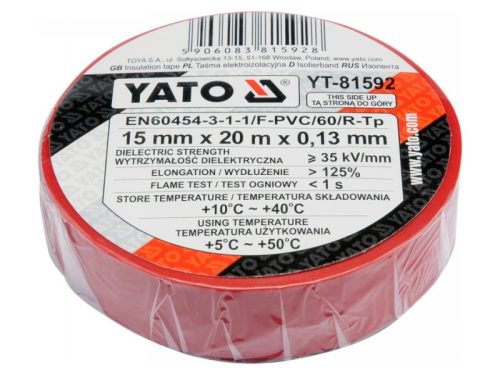 5 906083 815928
TOYA S.A., ul. Sołtysowicka 13-15, 51-168 Wrocław, Poland; www.yato.com
GB Insulation tape PL Taśma elektroizolacyjna D Isolierband RUS Изолента
YATO YT-81592
THIS SIDE UP
TĄ STRONĄ DO GÓRY
EN60454-3-1-1/F-PVC/60/R-Tp
15 mm x 20 m x 0,13 mm
DIELECTRIC STRENGTH
WYTRZYMAŁOŚĆ DIELEKTRYCZNA ≥ 35 kV/mm
ELONGATION / WYDŁUŻENIE > 125%
FLAME TEST / TEST OGNIOWY < 1 s
STORE TEMPERATURE / TEMPERATURA SKŁADOWANIA
+10°C ~ +40°C
USING TEMPERATURE
TEMPERATURA UŻYTKOWANIA
+5°C ~ +50°C
www.yato.com